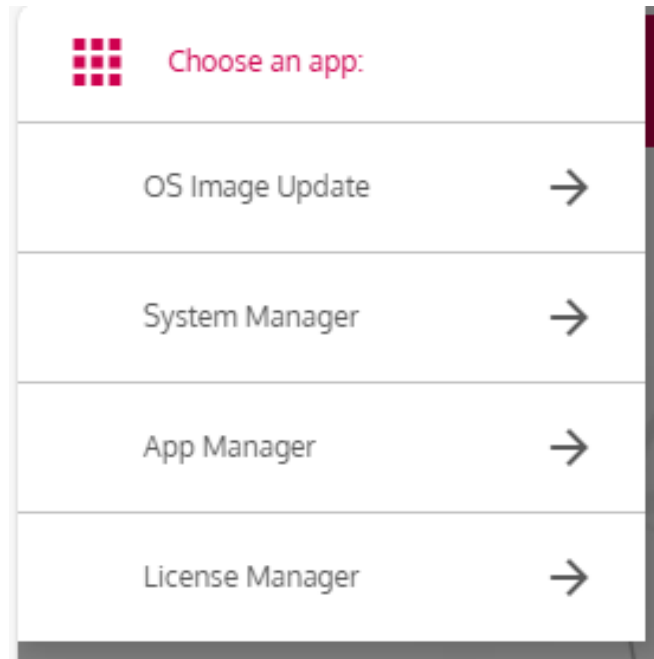 Choose an app:
OS Image Update
System Manager
App Manager
License Manager